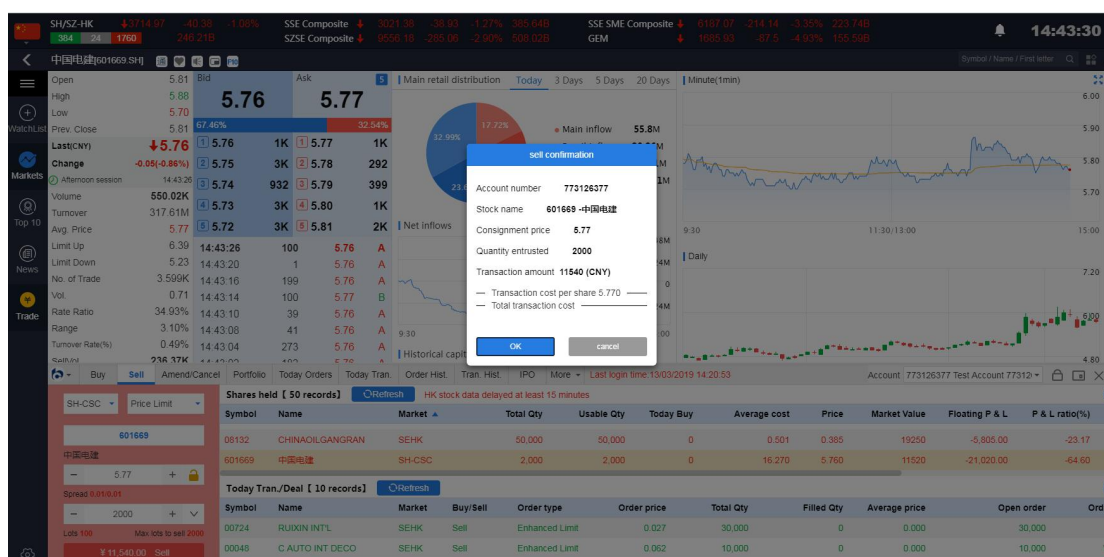 SH/SZ-HK 3714.97 -40.38 -1.08% SSE Composite 3021.38 -38.93 -1.27% 385.64B SSE SME Composite 6187.07 -214.14 -3.35% 223.74B
384 24 1760 246.21B SZSE Composite 9556.16 -285.06 -2.90% 508.02B GEM 1685.93 -87.5 -4.93% 155.59B
14:43:30
中国电建[601669.SH] F10 Symbol / Name / First letter
WatchList
Markets
Top 10
News
Trade
Open 5.81
High 5.88
Low 5.70
Prev. Close 5.81
Last(CNY) 5.76
Change -0.05(-0.86%)
Afternoon session 14:43:26
Volume 550.02K
Turnover 317.61M
Avg. Price 5.77
Limit Up 6.39
Limit Down 5.23
No. of Trade 3.599K
Vol. 0.71
Rate Ratio 34.93%
Range 3.10%
Turnover Rate(%) 0.49%
SellVol 236.37K
Bid Ask 5
5.76 5.77
67.46% 32.54%
1 5.76 1K 1 5.77 1K
2 5.75 3K 2 5.78 292
3 5.74 932 3 5.79 399
4 5.73 3K 4 5.80 1K
5 5.72 3K 5 5.81 2K
14:43:26 100 5.76 A
14:43:20 1 5.76 A
14:43:16 199 5.76 A
14:43:14 100 5.77 B
14:43:10 39 5.76 A
14:43:08 41 5.76 A
14:43:04 273 5.76 A
Main retail distribution Today 3 Days 5 Days 20 Days
32.99% 17.72%
Main inflow 55.8M
Net inflows
9:30
Historical capit
Minute(1min)
6.00
5.90
5.80
5.70
9:30 11:30/13:00 15:00
Daily
7.20
6.00
4.80
sell confirmation
Account number 773126377
Stock name 601669 -中国电建
Consignment price 5.77
Quantity entrusted 2000
Transaction amount 11540 (CNY)
Transaction cost per share 5.770
Total transaction cost
OK cancel
Buy Sell Amend/Cancel Portfolio Today Orders Today Tran. Order Hist. Tran. Hist. IPO More Last login time:13/03/2019 14:20:53 Account 773126377 Test Account 77312
SH-CSC Price Limit
601669
中国电建
- 5.77 +
Spread 0.01/0.01
- 2000 +
Lots 100 Max lots to sell 2000
¥ 11,540.00 Sell
Shares held【 50 records】 Refresh HK stock data delayed at least 15 minutes
Symbol Name Market Total Qty Usable Qty Today Buy Average cost Price Market Value Floating P & L P & L ratio(%)
08132 CHINAOILGANGRAN SEHK 50,000 50,000 0 0.501 0.385 19250 -5,805.00 -23.17
601669 中国电建 SH-CSC 2,000 2,000 0 16.270 5.760 11520 -21,020.00 -64.60
Today Tran./Deal【 10 records】 Refresh
Symbol Name Market Buy/Sell Order type Order price Total Qty Filled Qty Average price Open order Ord
00724 RUIXIN INT'L SEHK Sell Enhanced Limit 0.027 30,000 0 0.000 30,000
00048 C AUTO INT DECO SEHK Sell Enhanced Limit 0.062 10,000 0 0.000 10,000